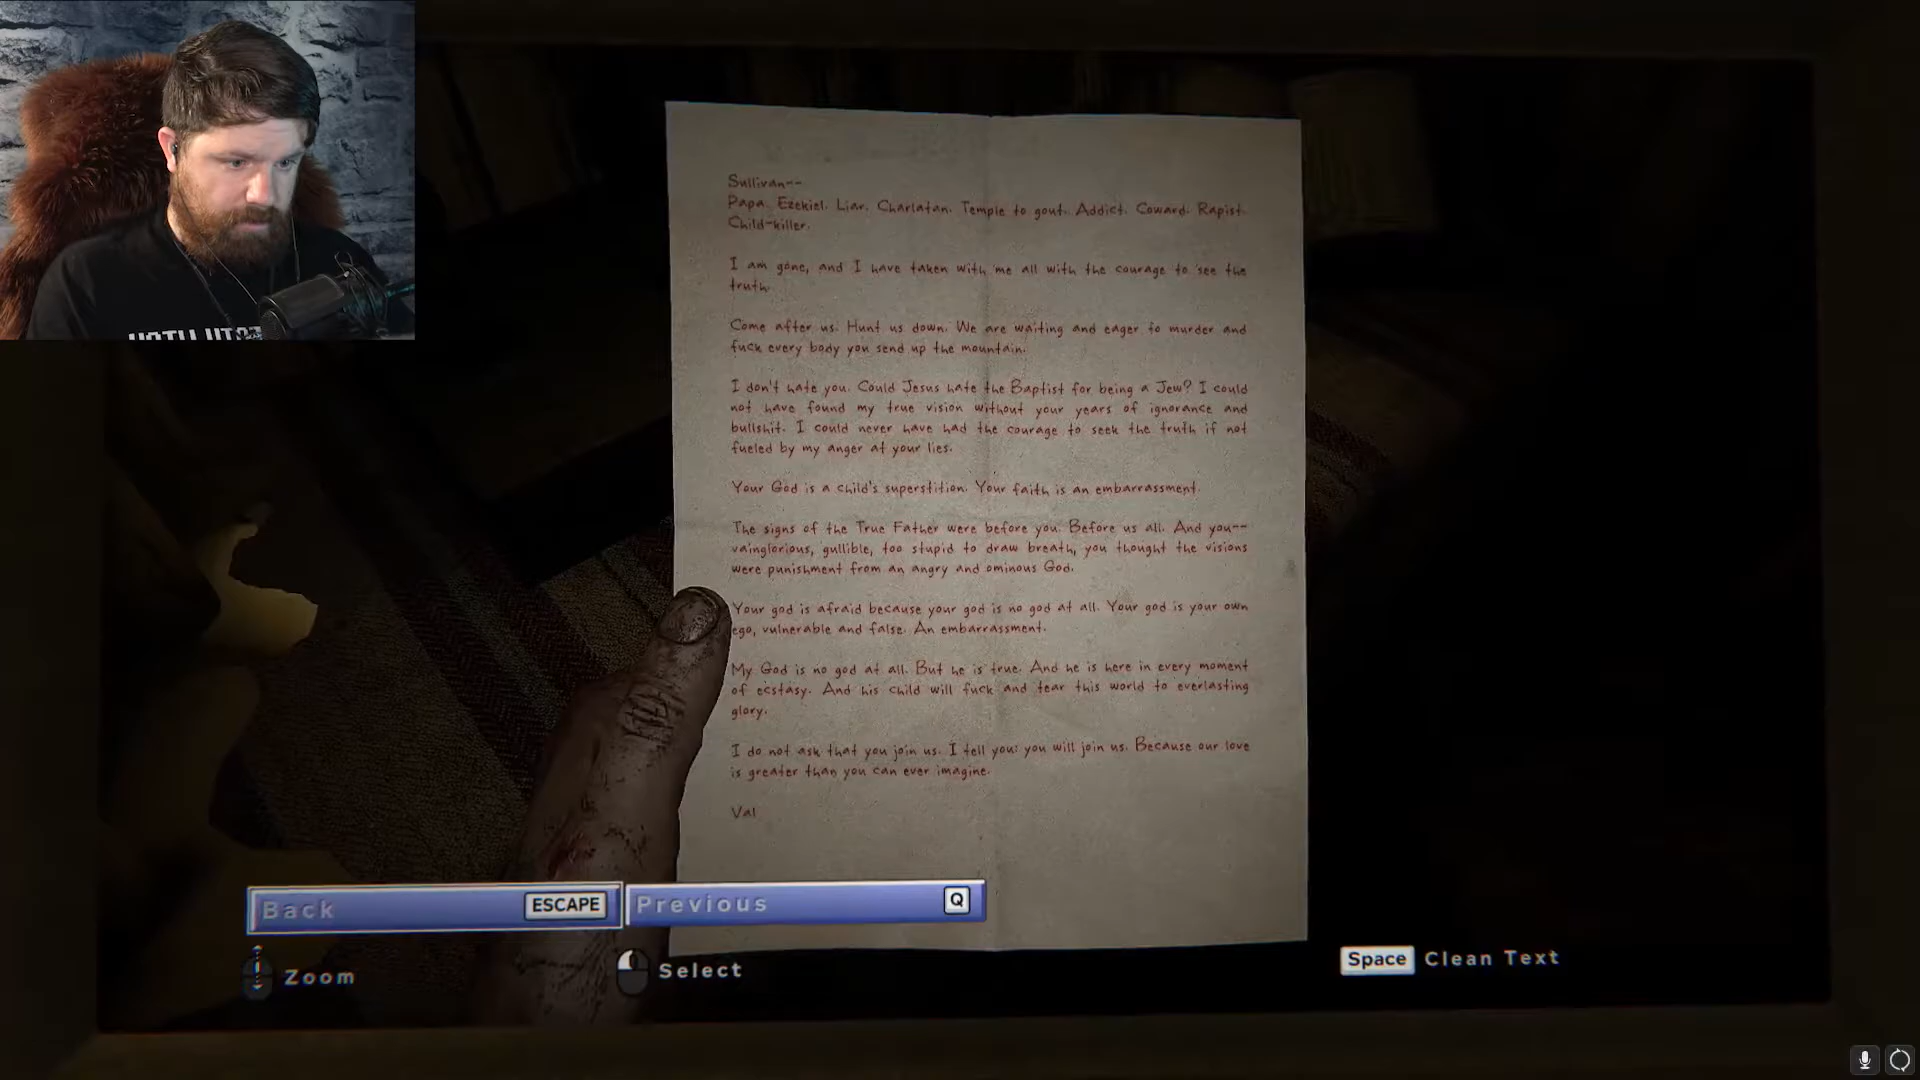 Sullivan--
Papa. Ezekiel. Liar. Charlatan. Temple to gout. Addict. Coward. Rapist.
Child-killer.
I am gone, and I have taken with me all with the courage to see the
truth.
Come after us. Hunt us down. We are waiting and eager to murder and
fuck every body you send up the mountain.
I don't hate you. Could Jesus hate the Baptist for being a Jew? I could
not have found my true vision without your years of ignorance and
bullshit. I could never have had the courage to seek the truth if not
fueled by my anger at your lies.
Your God is a child's superstition. Your faith is an embarrassment.
The signs of the True Father were before you. Before us all. And you--
vainglorious, gullible, too stupid to draw breath, you thought the visions
were punishment from an angry and ominous God.
Your god is afraid because your god is no god at all. Your god is your own
ego, vulnerable and false. An embarrassment.
My God is no god at all. But he is true. And he is here in every moment
of ecstasy. And his child will fuck and tear this world to everlasting
glory.
I do not ask that you join us. I tell you: you will join us. Because our love
is greater than you can ever imagine.
Val
Back ESCAPE Previous Q
Zoom Select Space Clean Text